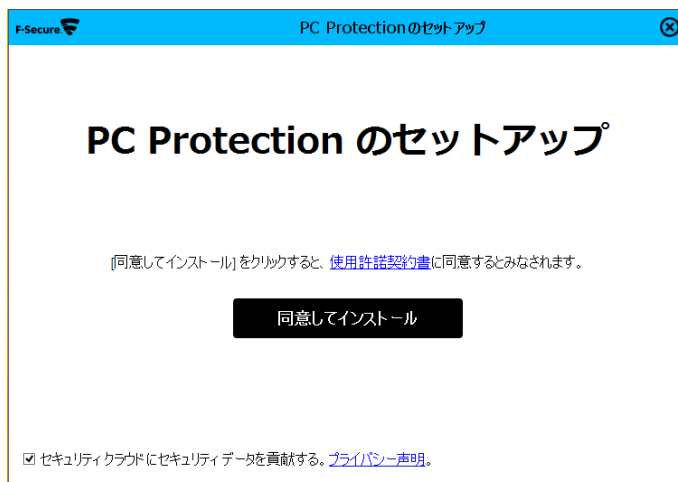 F-Secure PC Protectionのセットアップ
PC Protection のセットアップ
[同意してインストール]をクリックすると、使用許諾契約書に同意するとみなされます。
同意してインストール
セキュリティクラウドにセキュリティデータを貢献する。プライバシー声明。